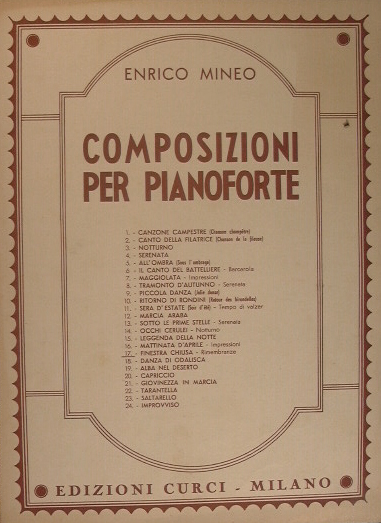 ENRICO MINEO
COMPOSIZIONI
PER PIANOFORTE
1. - CANZONE CAMPESTRE (Chanson champêtre)
2. - CANTO DELLA FILATRICE (Chanson de la fileuse)
3. - NOTTURNO
4. - SERENATA
5. - ALL'OMBRA (Sous l'ombrage)
6. - IL CANTO DEL BATTELLIERE - Barcarola
7. - MAGGIOLATA - Impressioni
8. - TRAMONTO D'AUTUNNO - Serenata
9. - PICCOLA DANZA (Jolie danse)
10. - RITORNO DI RONDINI (Retour des hirondelles)
11. - SERA D'ESTATE (Soir d'été) - Tempo di valzer
12. - MARCIA ARABA
13. - SOTTO LE PRIME STELLE - Serenata
14. - OCCHI CERULEI - Notturno
15. - LEGGENDA DELLA NOTTE
16. - MATTINATA D'APRILE - Impressioni
17. - FINESTRA CHIUSA - Rimembranze
18. - DANZA DI ODALISCA
19. - ALBA NEL DESERTO
20. - CAPRICCIO
21. - GIOVINEZZA IN MARCIA
22. - TARANTELLA
23. - SALTARELLO
24. - IMPROVVISO
EDIZIONI CURCI - MILANO